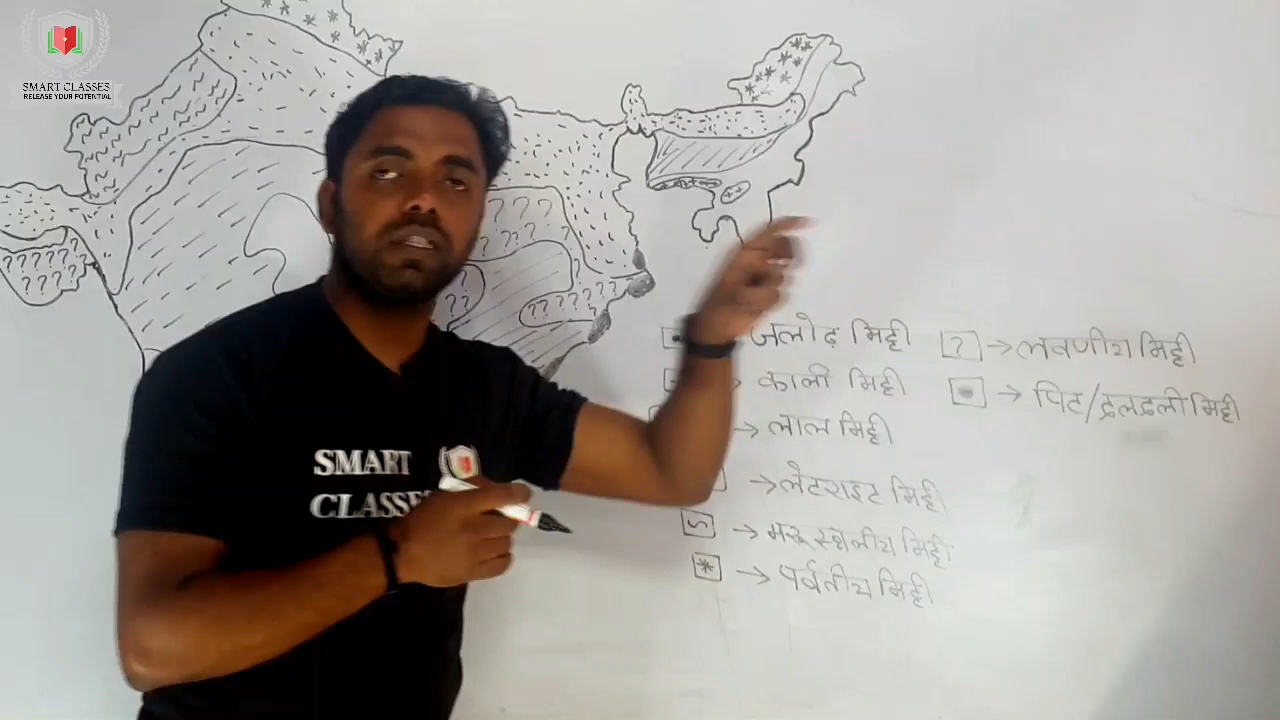 SMART CLASSES
RELEASE YOUR POTENTIAL
SMART
CLASSE
जलोढ़ मिट्टी
काली मिट्टी
→ लाल मिट्टी
→ लेटराइट मिट्टी
→ मरूस्थलीय मिट्टी
* → पर्वतीय मिट्टी
? → लवणीय मिट्टी
→ पिट/दलदली मिट्टी